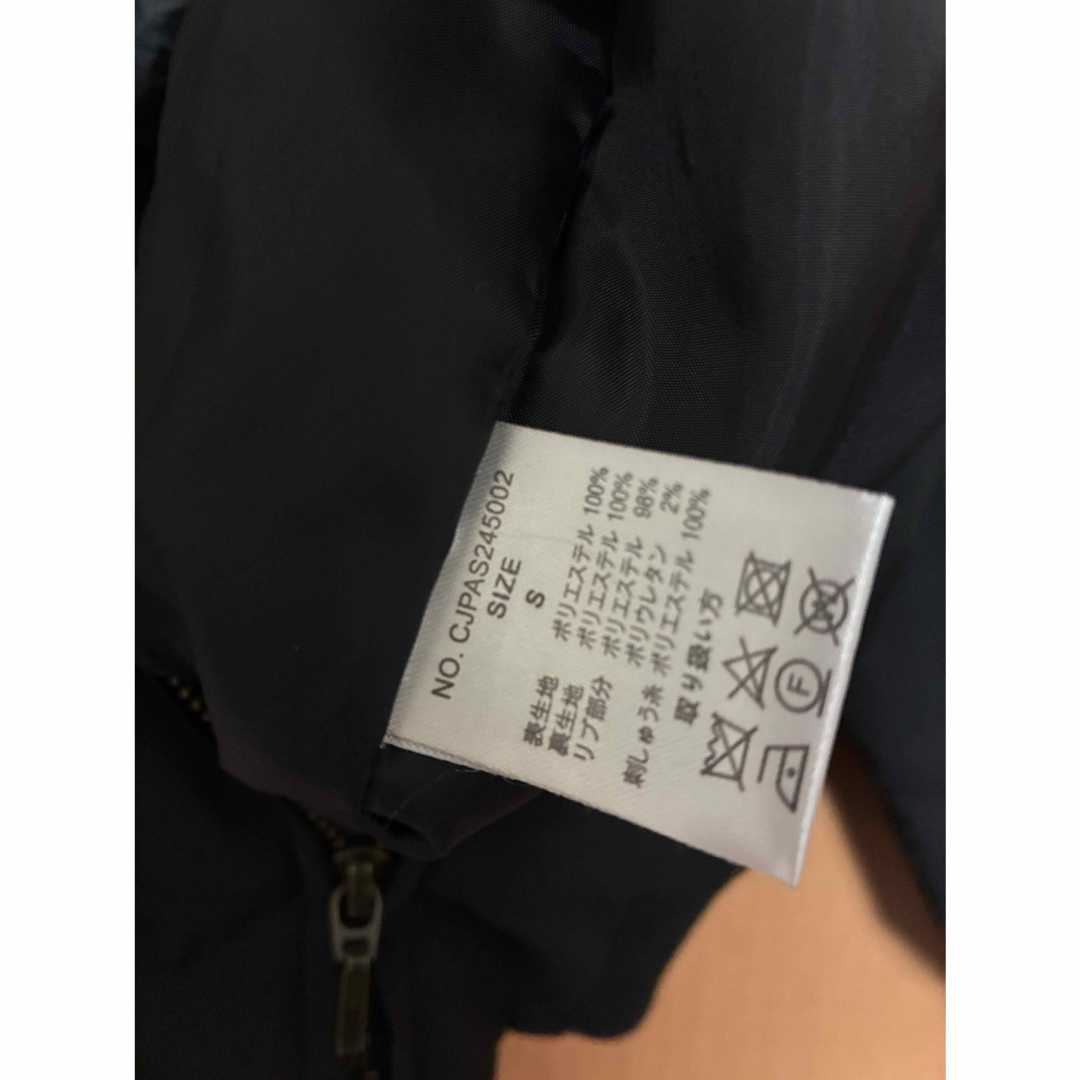 NO. CJPAS245002
SIZE
S
表生地 ポリエステル 100%
裏生地 ポリエステル 100%
リブ部分 ポリエステル 98%
ポリウレタン 2%
刺しゅう糸 ポリエステル 100%
取り扱い方
F
W